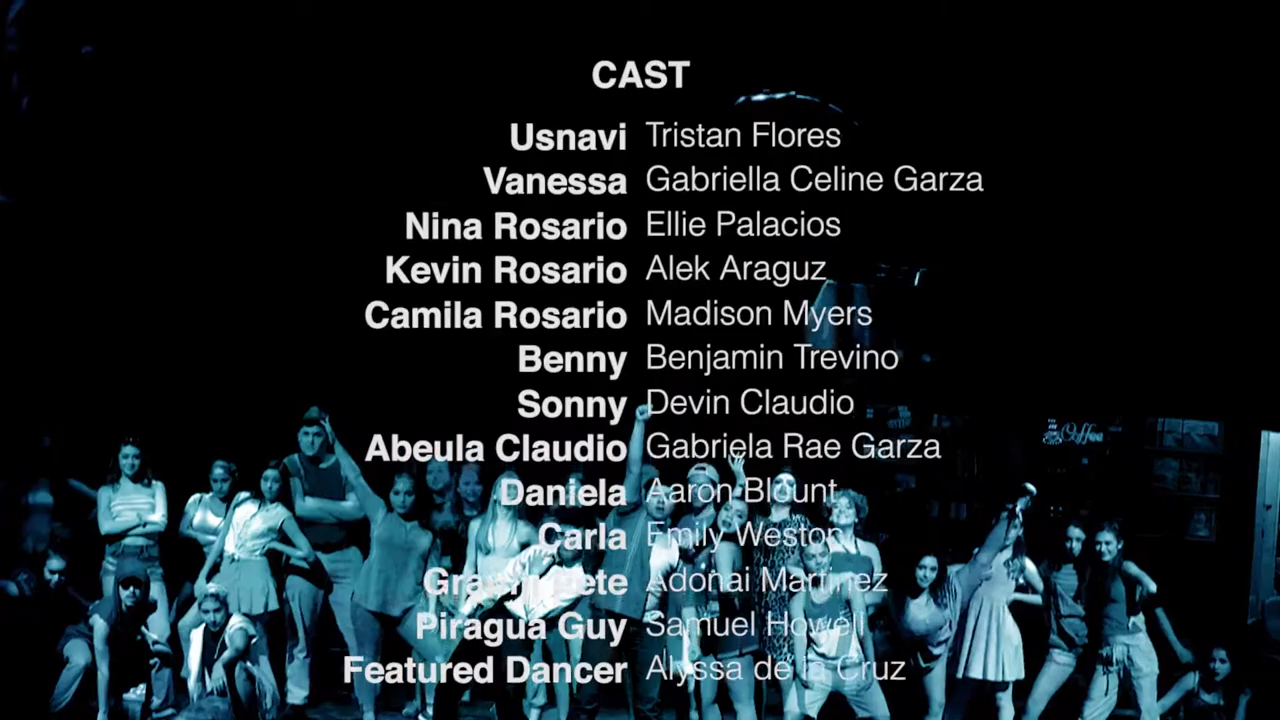 CAST
Usnavi Tristan Flores
Vanessa Gabriella Celine Garza
Nina Rosario Ellie Palacios
Kevin Rosario Alek Araguz
Camila Rosario Madison Myers
Benny Benjamin Trevino
Sonny Devin Claudio
Abeula Claudio Gabriela Rae Garza
Daniela Aaron Blount
Carla Emily Weston
Pete Adonai Martinez
Piragua Guy Samuel Howell
Featured Dancer Alyssa de la Cruz
Coffee